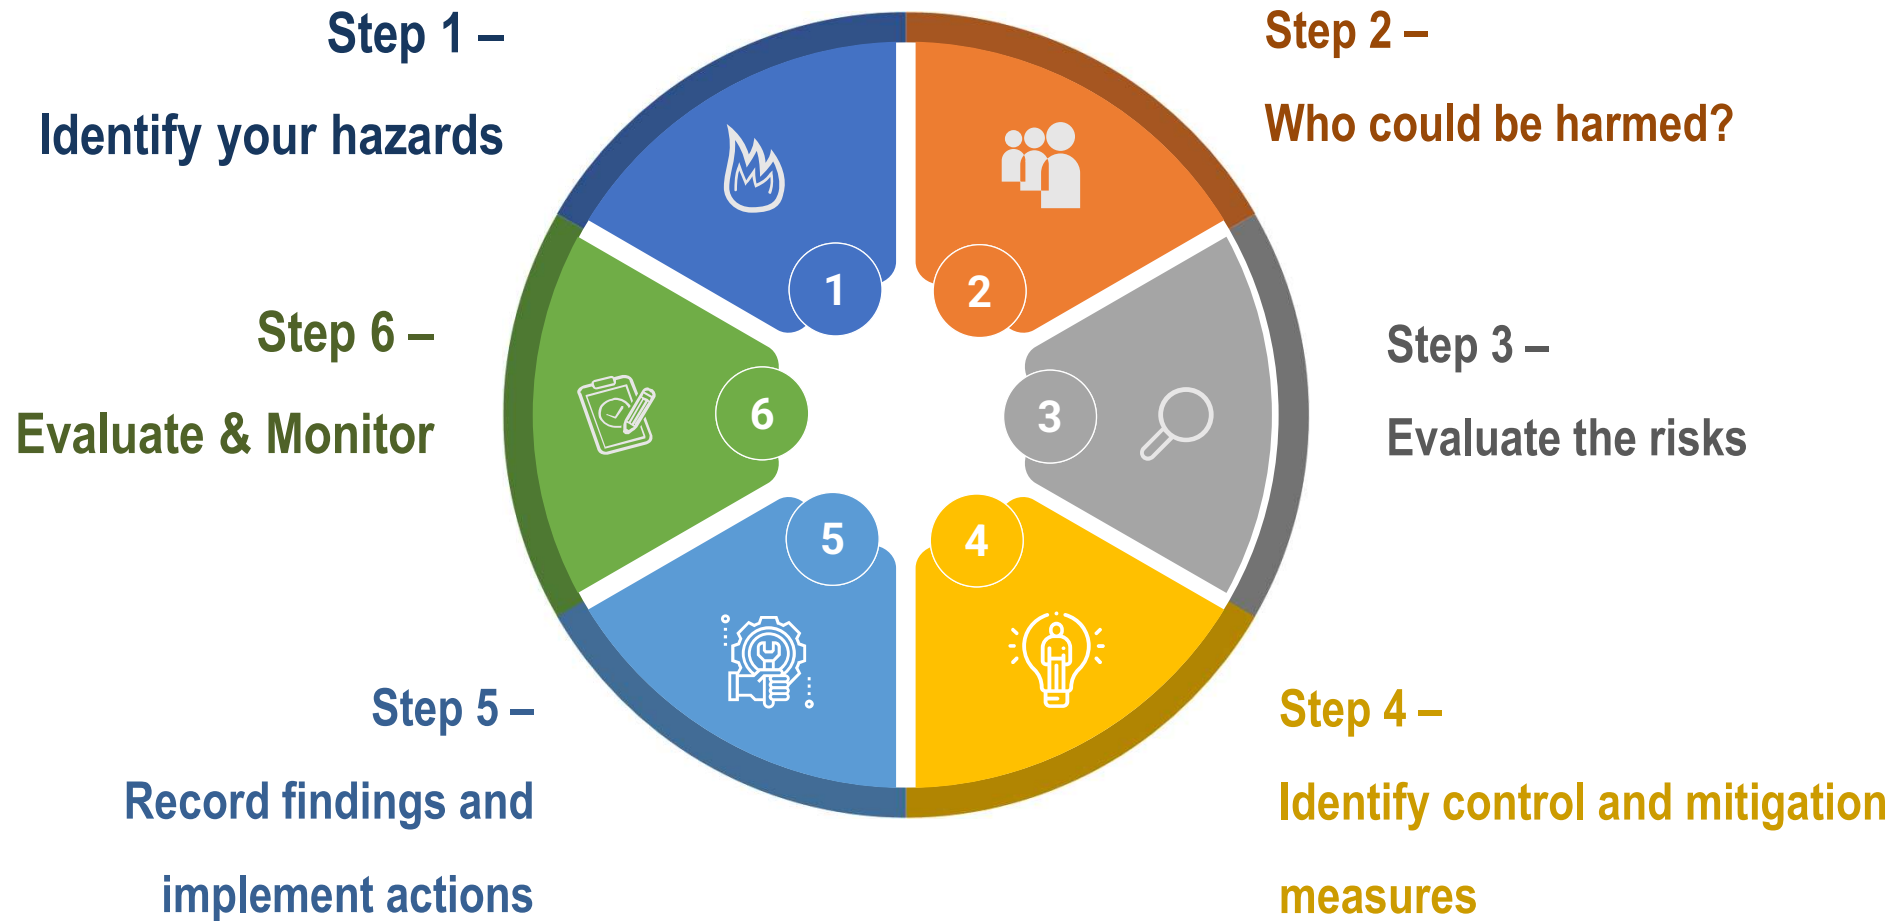 Step 1 –
Identify your hazards
1
Step 2 –
Who could be harmed?
2
Step 3 –
Evaluate the risks
3
Step 4 –
Identify control and mitigation
measures
4
Step 5 –
Record findings and
implement actions
5
Step 6 –
Evaluate & Monitor
6